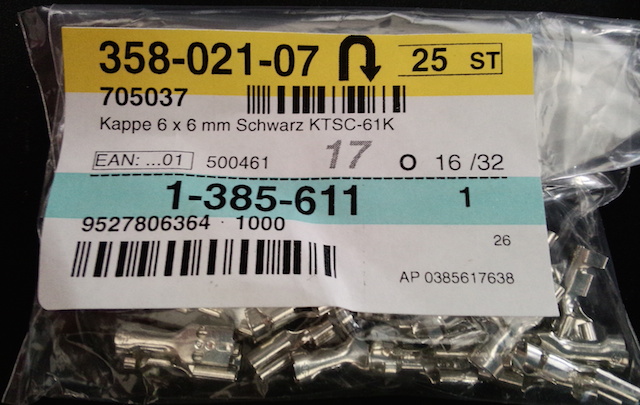 358-021-07 25 ST
705037
Kappe 6 x 6 mm Schwarz KTSC-61K
EAN: ...01 500461 17 O 16 /32
1-385-611 1
9527806364 · 1000
26
AP 0385617638